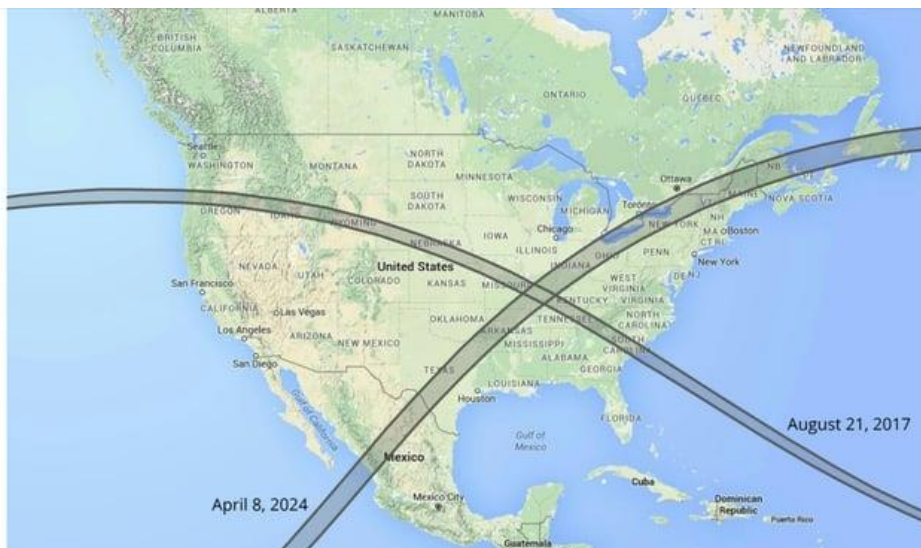 ALBERTA
MANITOBA
BRITISH
COLUMBIA
SASKATCHEWAN
NEWFOUNDLAND
AND LABRADOR
ONTARIO
QUEBEC
Seattle
WASHINGTON
MONTANA
NORTH
DAKOTA
MINNESOTA
Ottawa
NB
PE
MAINE
NOVA SCOTIA
OREGON
IDAHO
SOUTH
DAKOTA
WISCONSIN
MICHIGAN
Toronto
VT
NH
NEW YORK
WYOMING
Chicago
MA
Boston
CT RI
IOWA
NEBRASKA
ILLINOIS
INDIANA
OHIO
PENN
New York
NEVADA
UTAH
COLORADO
United States
KANSAS
MISSOURI
WEST
VIRGINIA
DE NJ
San Francisco
KENTUCKY
VIRGINIA
CALIFORNIA
Las Vegas
OKLAHOMA
TENNESSEE
NORTH
CAROLINA
Los Angeles
ARIZONA
NEW MEXICO
ARKANSAS
MISSISSIPPI
SOUTH
CAROLINA
San Diego
ALABAMA
TEXAS
GEORGIA
LOUISIANA
Houston
Gulf of California
FLORIDA
August 21, 2017
Gulf of
Mexico
Mexico
Cuba
April 8, 2024
Mexico City
Dominican
Republic
Puerto Rico
Guatemala